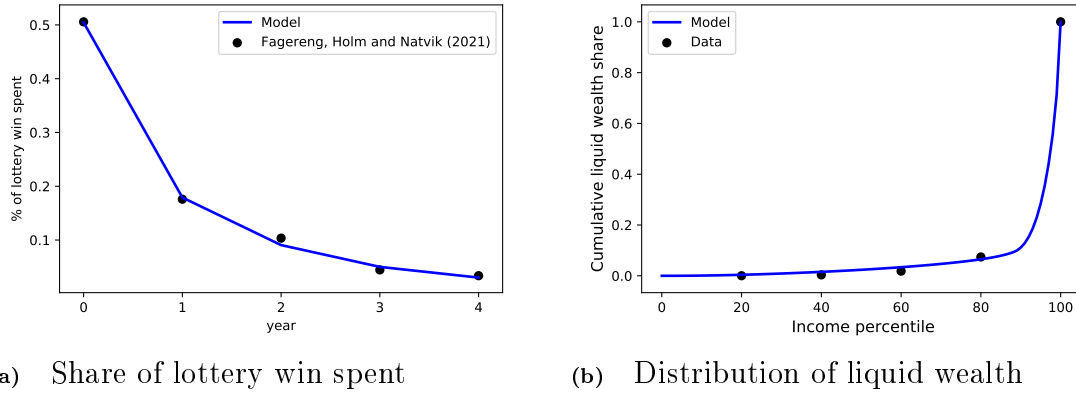 Model
Fagereng, Holm and Natvik (2021)
% of lottery win spent
0.5
0.4
0.3
0.2
0.1
0 1 2 3 4
year
a) Share of lottery win spent
Model
Data
Cumulative liquid wealth share
1.0
0.8
0.6
0.4
0.2
0.0
0 20 40 60 80 100
Income percentile
(b) Distribution of liquid wealth